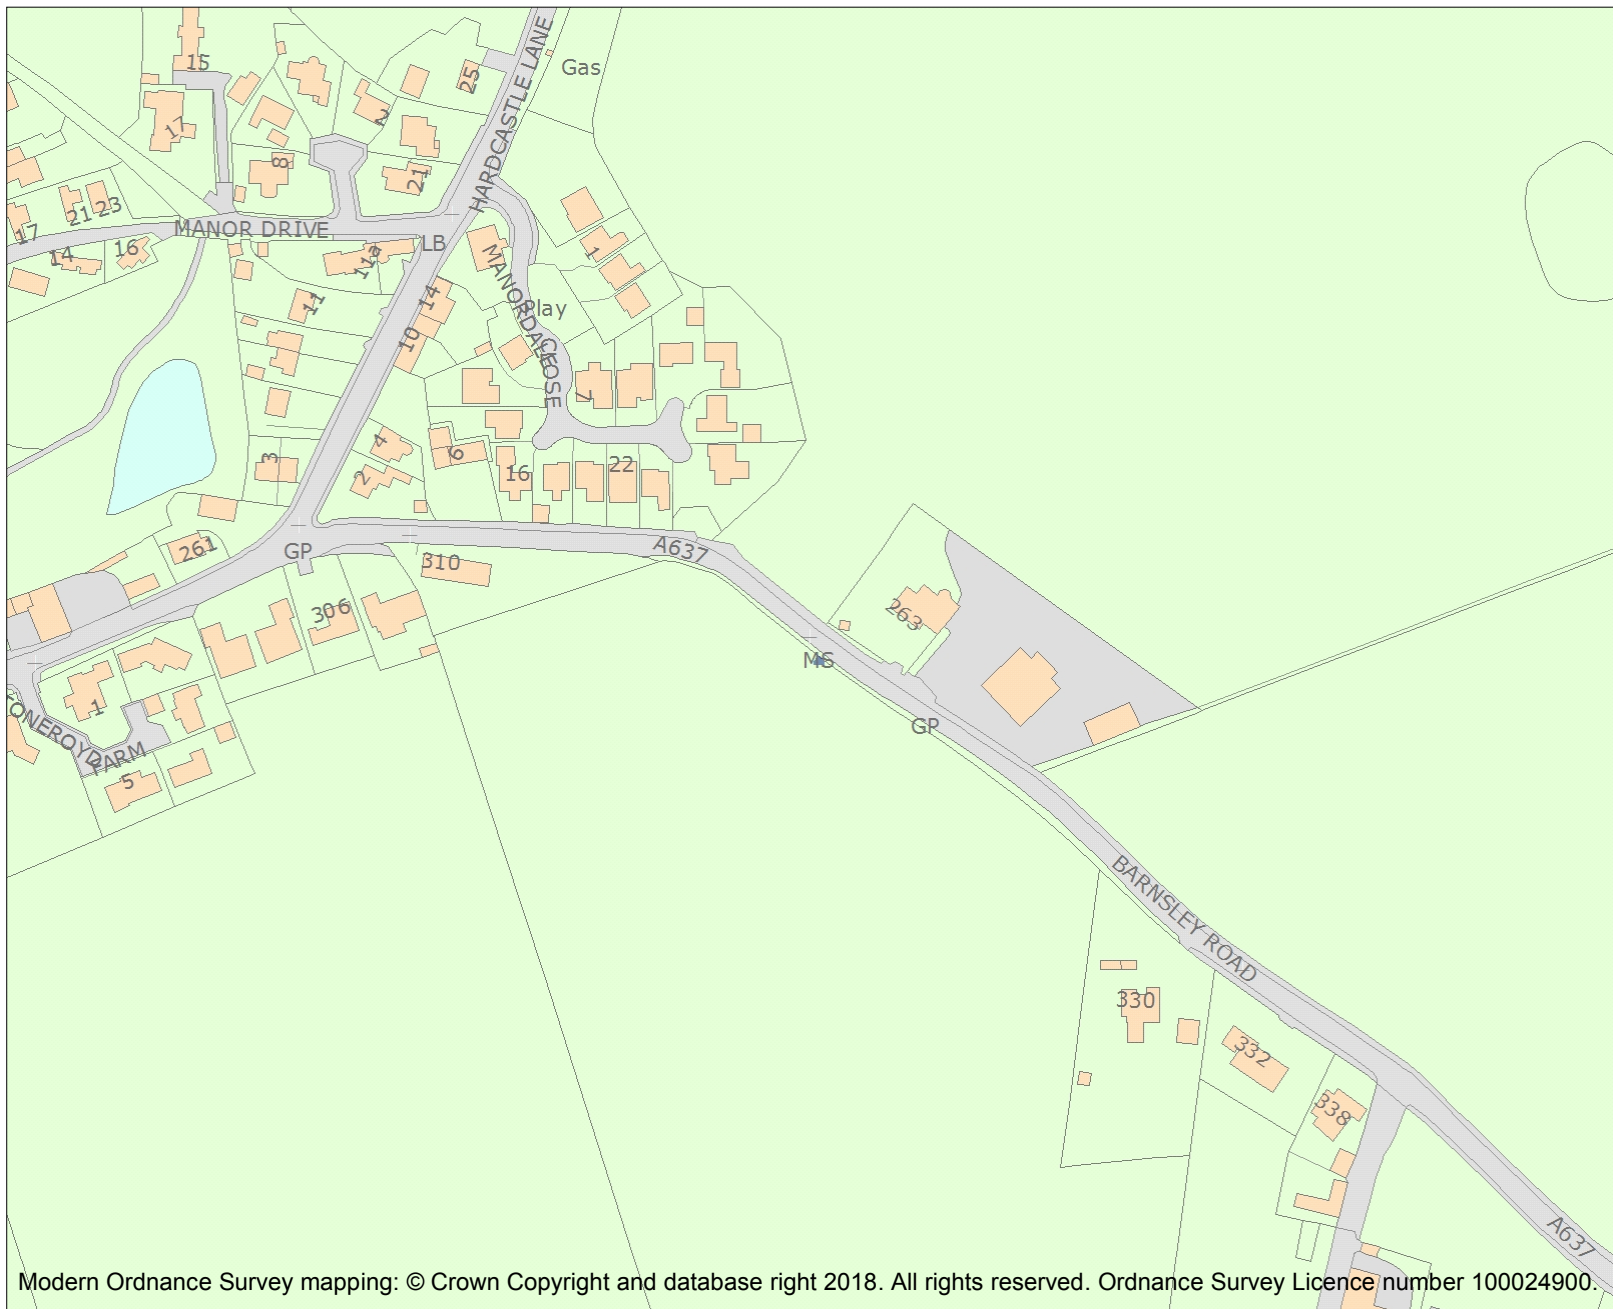 HARDCASTLE LANE
Gas
15
25
2
17
8
21
21
23
17
MANOR DRIVE
LB
14
16
11a
1
MANORDALE
CLOSE
11
14
Play
10
7
4
3
6
2
16
22
261
GP
310
A637
306
263
MS
1
GP
STONEROYD
FARM
5
BARNSLEY ROAD
330
332
338
A637
Modern Ordnance Survey mapping: © Crown Copyright and database right 2018. All rights reserved. Ordnance Survey Licence number 100024900.